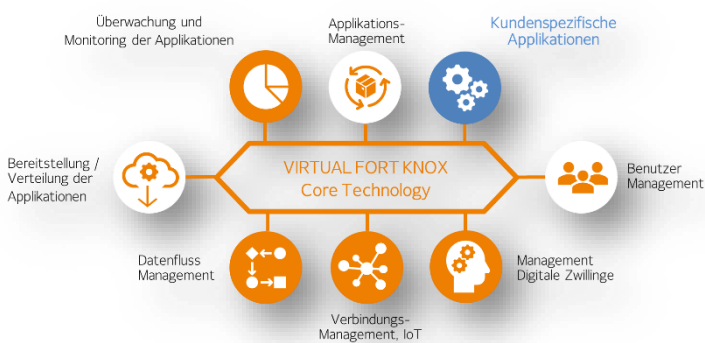 Überwachung und
Monitoring der Applikationen
Applikations-
Management
Kundenspezifische
Applikationen
Bereitstellung /
Verteilung der
Applikationen
VIRTUAL FORT KNOX
Core Technology
Benutzer
Management
Datenfluss
Management
Verbindungs-
Management, IoT
Management
Digitale Zwillinge